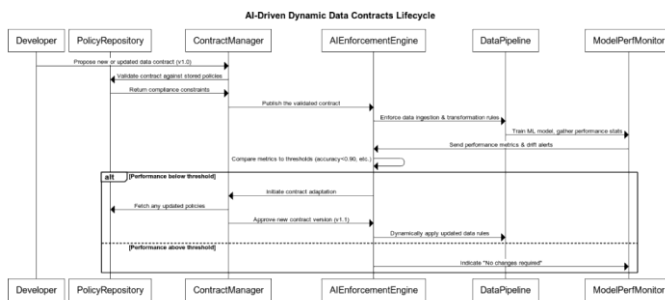 AI-Driven Dynamic Data Contracts Lifecycle
Developer PolicyRepository ContractManager AIEnforcementEngine DataPipeline ModelPerfMonitor
Propose new or updated data contract (v1.0)
Validate contract against stored policies
Return compliance constraints
Publish the validated contract
Enforce data ingestion & transformation rules
Train ML model, gather performance stats
Send performance metrics & drift alerts
Compare metrics to thresholds (accuracy<0.90, etc.)
alt [Performance below threshold]
Initiate contract adaptation
Fetch any updated policies
Approve new contract version (v1.1)
Dynamically apply updated data rules
[Performance above threshold]
Indicate "No changes required"
Developer PolicyRepository ContractManager AIEnforcementEngine DataPipeline ModelPerfMonitor